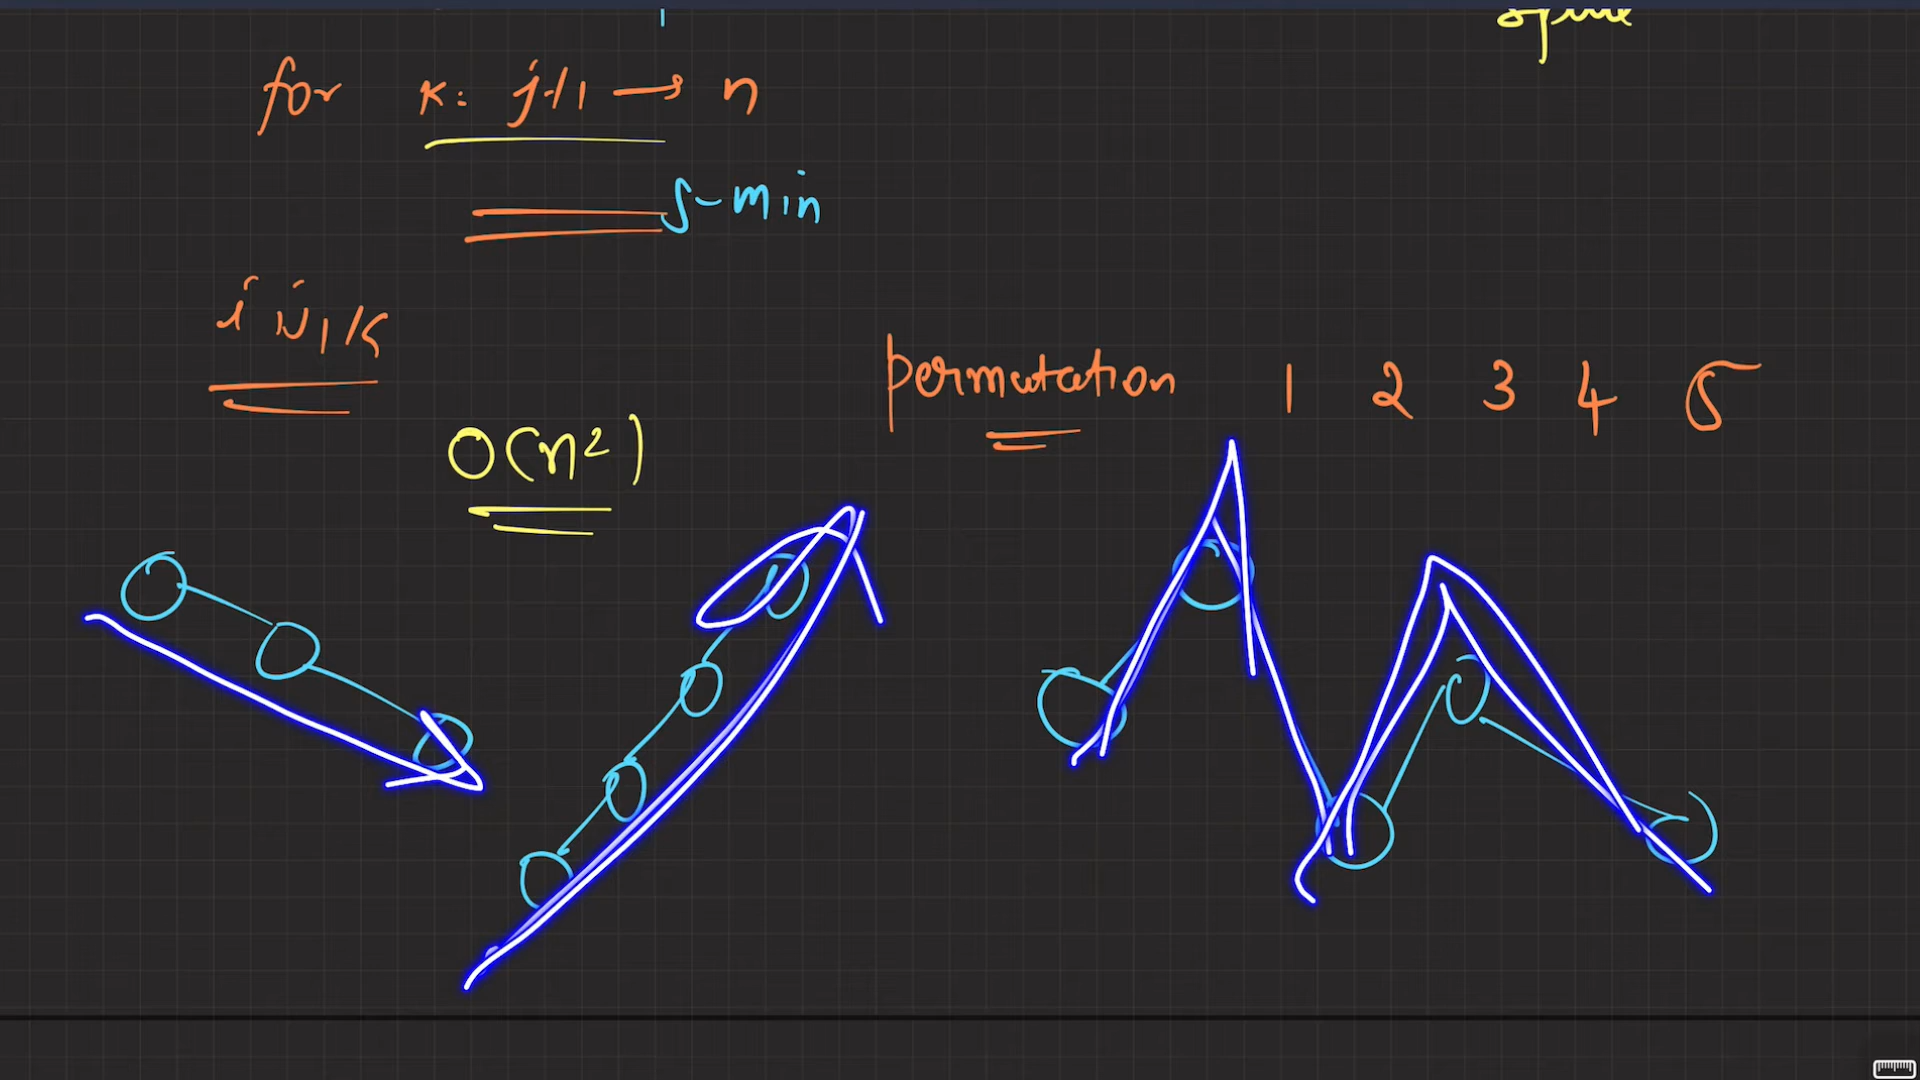 for k: j+1 → n
s-min
i, j, k
permutation 1 2 3 4 5
O(n²)